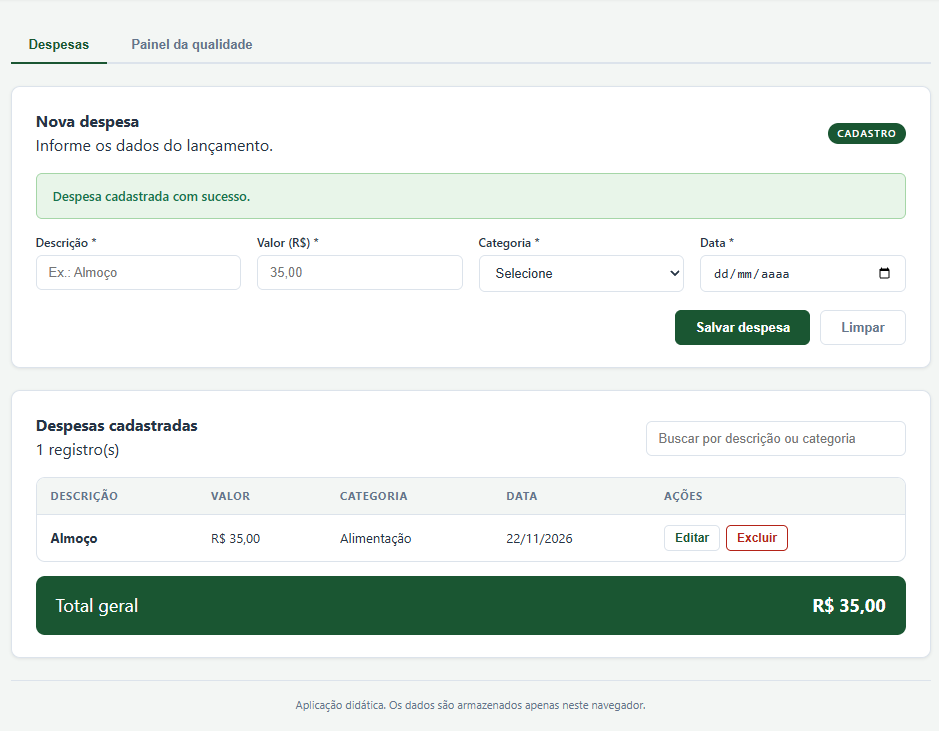 Despesas Painel da qualidade
Nova despesa
Informe os dados do lançamento.
CADASTRO
Despesa cadastrada com sucesso.
Descrição * Valor (R$) * Categoria * Data *
Ex.: Almoço 35,00 Selecione dd/mm/aaaa
Salvar despesa Limpar
Despesas cadastradas
1 registro(s)
Buscar por descrição ou categoria
DESCRIÇÃO VALOR CATEGORIA DATA AÇÕES
Almoço R$ 35,00 Alimentação 22/11/2026 Editar Excluir
Total geral R$ 35,00
Aplicação didática. Os dados são armazenados apenas neste navegador.